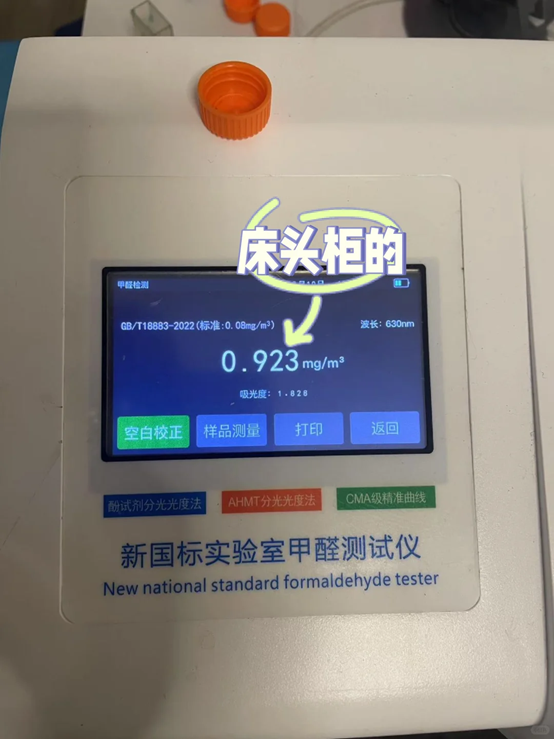 床头柜的
甲醛检测
GB/T18883-2022(标准:0.08mg/m³)
波长: 630nm
0.923 mg/m³
吸光度: 1.828
空白校正 样品测量 打印 返回
酚试剂分光光度法 AHMT分光光度法 CMA级精准曲线
新国标实验室甲醛测试仪
New national standard formaldehyde tester